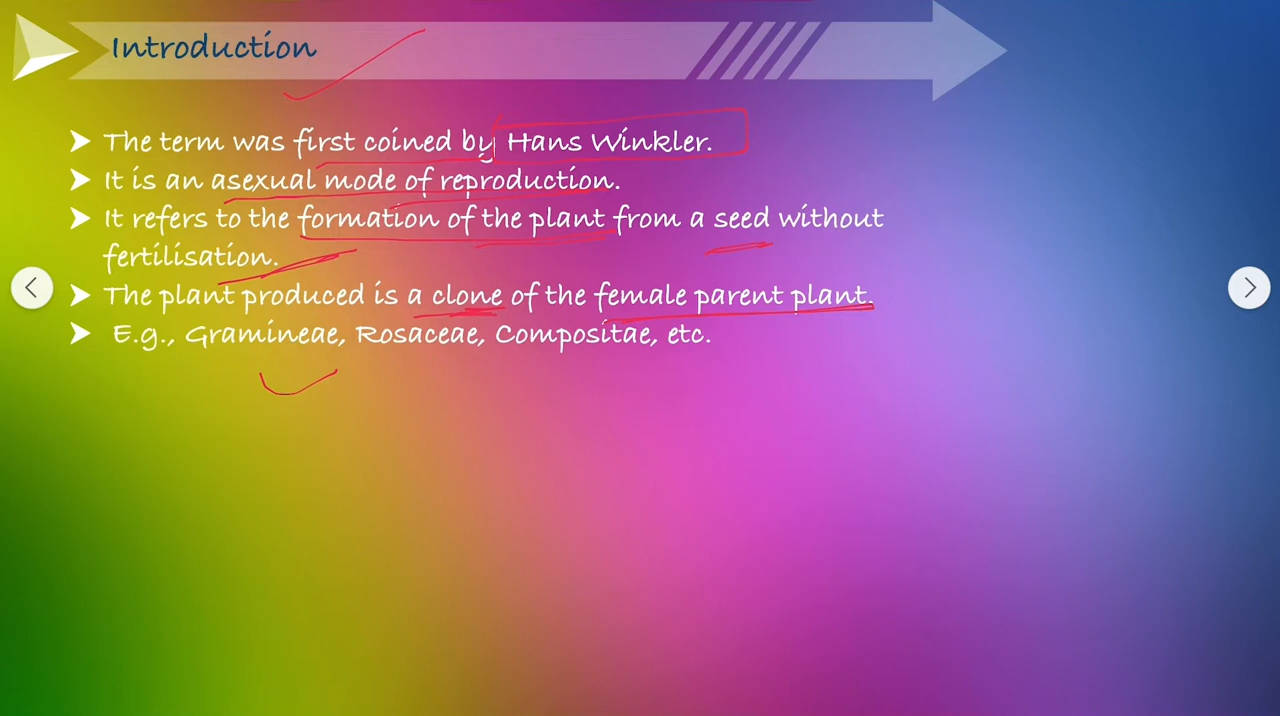 Introduction
➤ The term was first coined by Hans Winkler.
➤ It is an asexual mode of reproduction.
➤ It refers to the formation of the plant from a seed without
fertilisation.
➤ The plant produced is a clone of the female parent plant.
➤ E.g., Gramineae, Rosaceae, Compositae, etc.